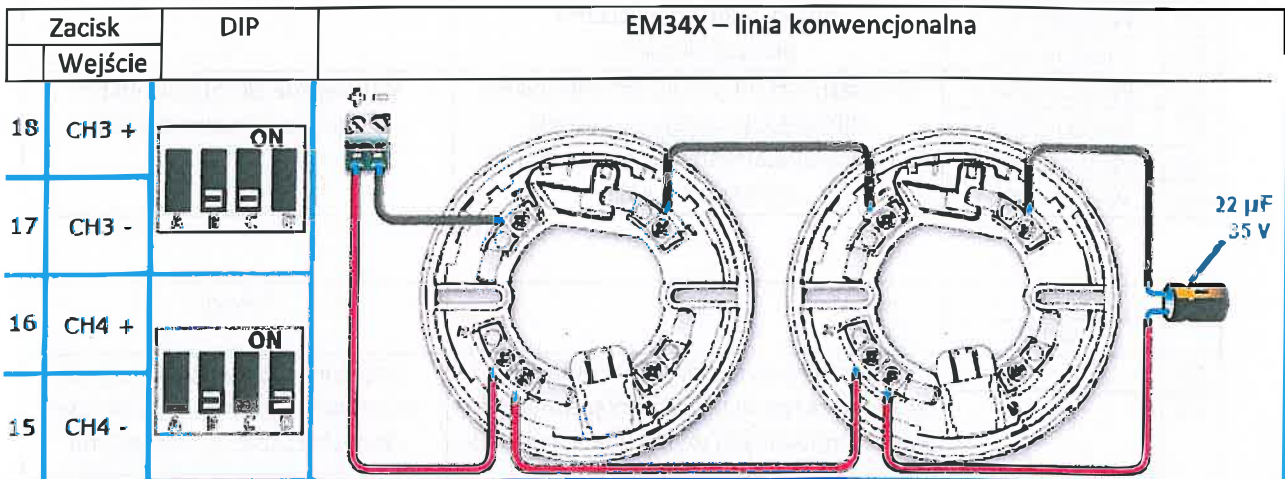 Zacisk DIP EM34X – linia konwencjonalna
Wejście
+ -
18 CH3 +
ON
17 CH3 -
22 µF
35 V
16 CH4 +
ON
15 CH4 -